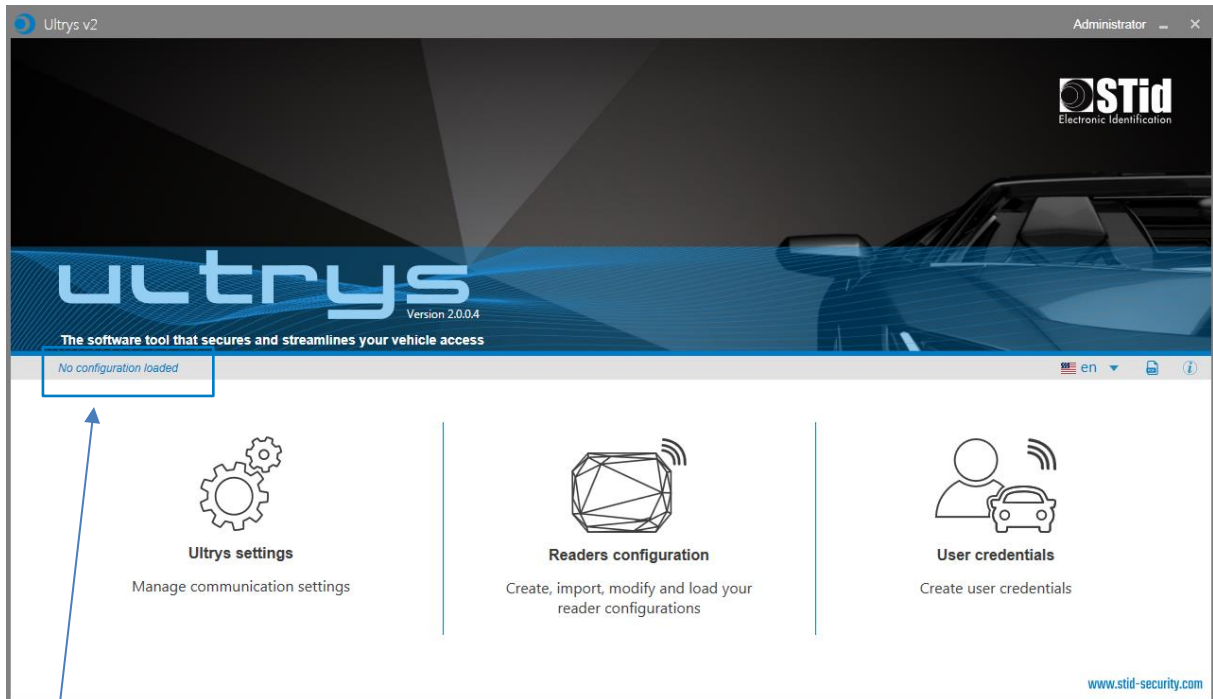 Ultrys v2
Administrator
STid
Electronic Identification
ultrys
Version 2.0.0.4
The software tool that secures and streamlines your vehicle access
No configuration loaded
en
Ultrys settings
Manage communication settings
Readers configuration
Create, import, modify and load your
reader configurations
User credentials
Create user credentials
www.stid-security.com